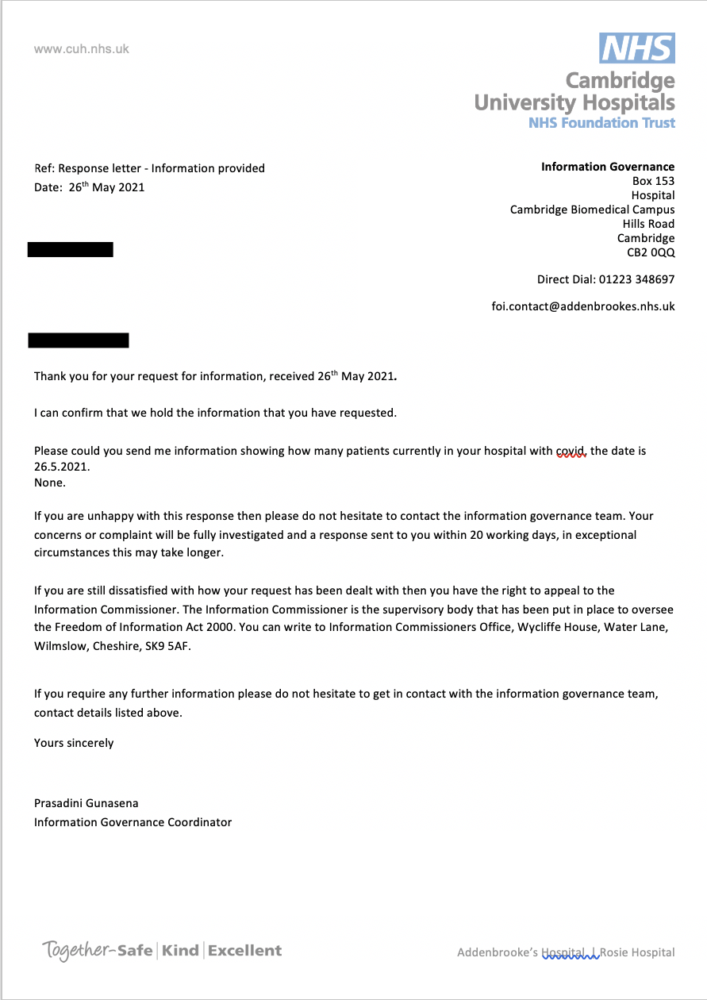 www.cuh.nhs.uk
NHS
Cambridge
University Hospitals
NHS Foundation Trust
Ref: Response letter - Information provided
Date:  26th May 2021
Information Governance
Box 153
Hospital
Cambridge Biomedical Campus
Hills Road
Cambridge
CB2 0QQ
Direct Dial: 01223 348697
foi.contact@addenbrookes.nhs.uk
Thank you for your request for information, received 26th May 2021.
I can confirm that we hold the information that you have requested.
Please could you send me information showing how many patients currently in your hospital with covid, the date is
26.5.2021.
None.
If you are unhappy with this response then please do not hesitate to contact the information governance team. Your
concerns or complaint will be fully investigated and a response sent to you within 20 working days, in exceptional
circumstances this may take longer.
If you are still dissatisfied with how your request has been dealt with then you have the right to appeal to the
Information Commissioner. The Information Commissioner is the supervisory body that has been put in place to oversee
the Freedom of Information Act 2000. You can write to Information Commissioners Office, Wycliffe House, Water Lane,
Wilmslow, Cheshire, SK9 5AF.
If you require any further information please do not hesitate to get in contact with the information governance team,
contact details listed above.
Yours sincerely
Prasadini Gunasena
Information Governance Coordinator
Together-Safe|Kind|Excellent
Addenbrooke's Hospital | Rosie Hospital